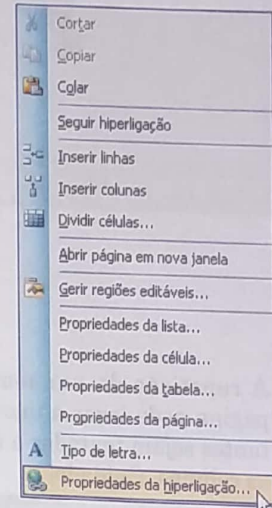 Cortar
Copiar
Colar
Seguir hiperligação
Inserir linhas
Inserir colunas
Dividir células...
Abrir página em nova janela
Gerir regiões editáveis...
Propriedades da lista...
Propriedades da célula...
Propriedades da tabela...
Propriedades da página...
A Tipo de letra...
Propriedades da hiperligação...